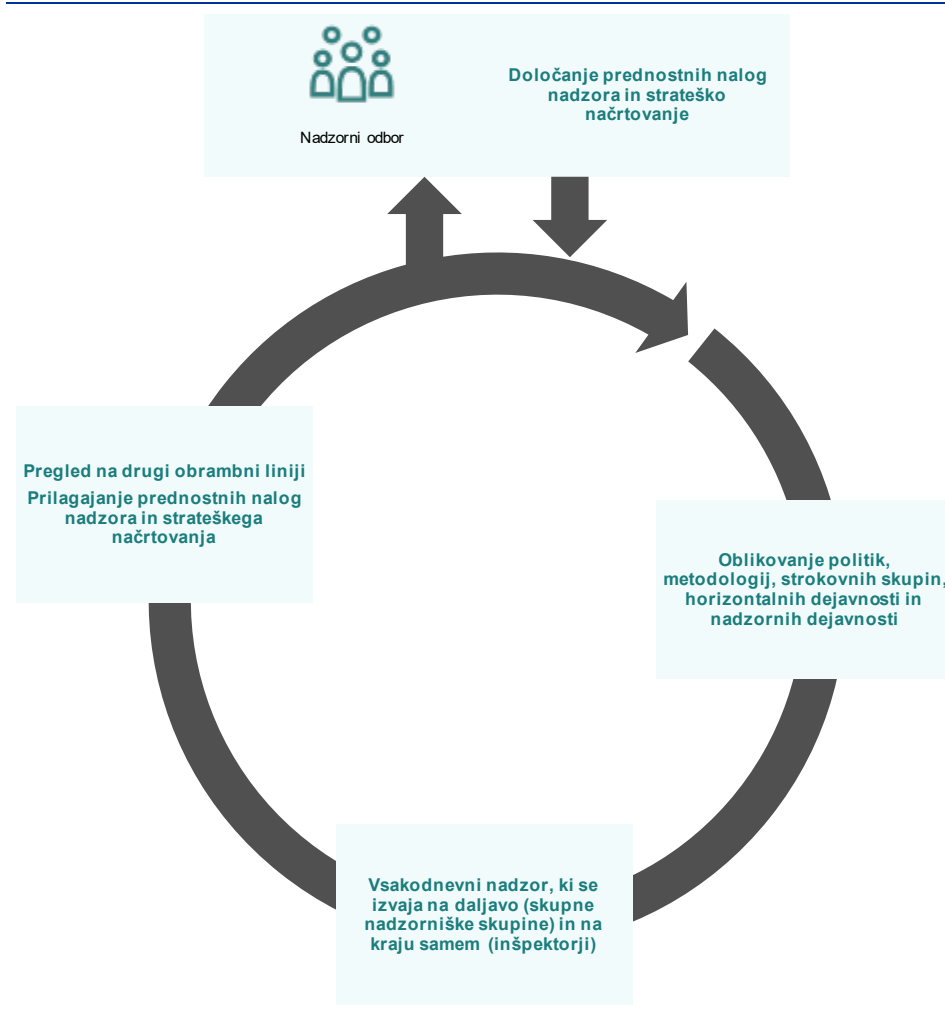 Nadzorni odbor
Določanje prednostnih nalog
nadzora in strateško
načrtovanje
Pregled na drugi obrambni liniji
Prilagajanje prednostnih nalog
nadzora in strateškega
načrtovanja
Oblikovanje politik,
metodologij, strokovnih skupin,
horizontalnih dejavnosti in
nadzornih dejavnosti
Vsakodnevni nadzor, ki se
izvaja na daljavo (skupne
nadzorniške skupine) in na
kraju samem (inšpektorji)